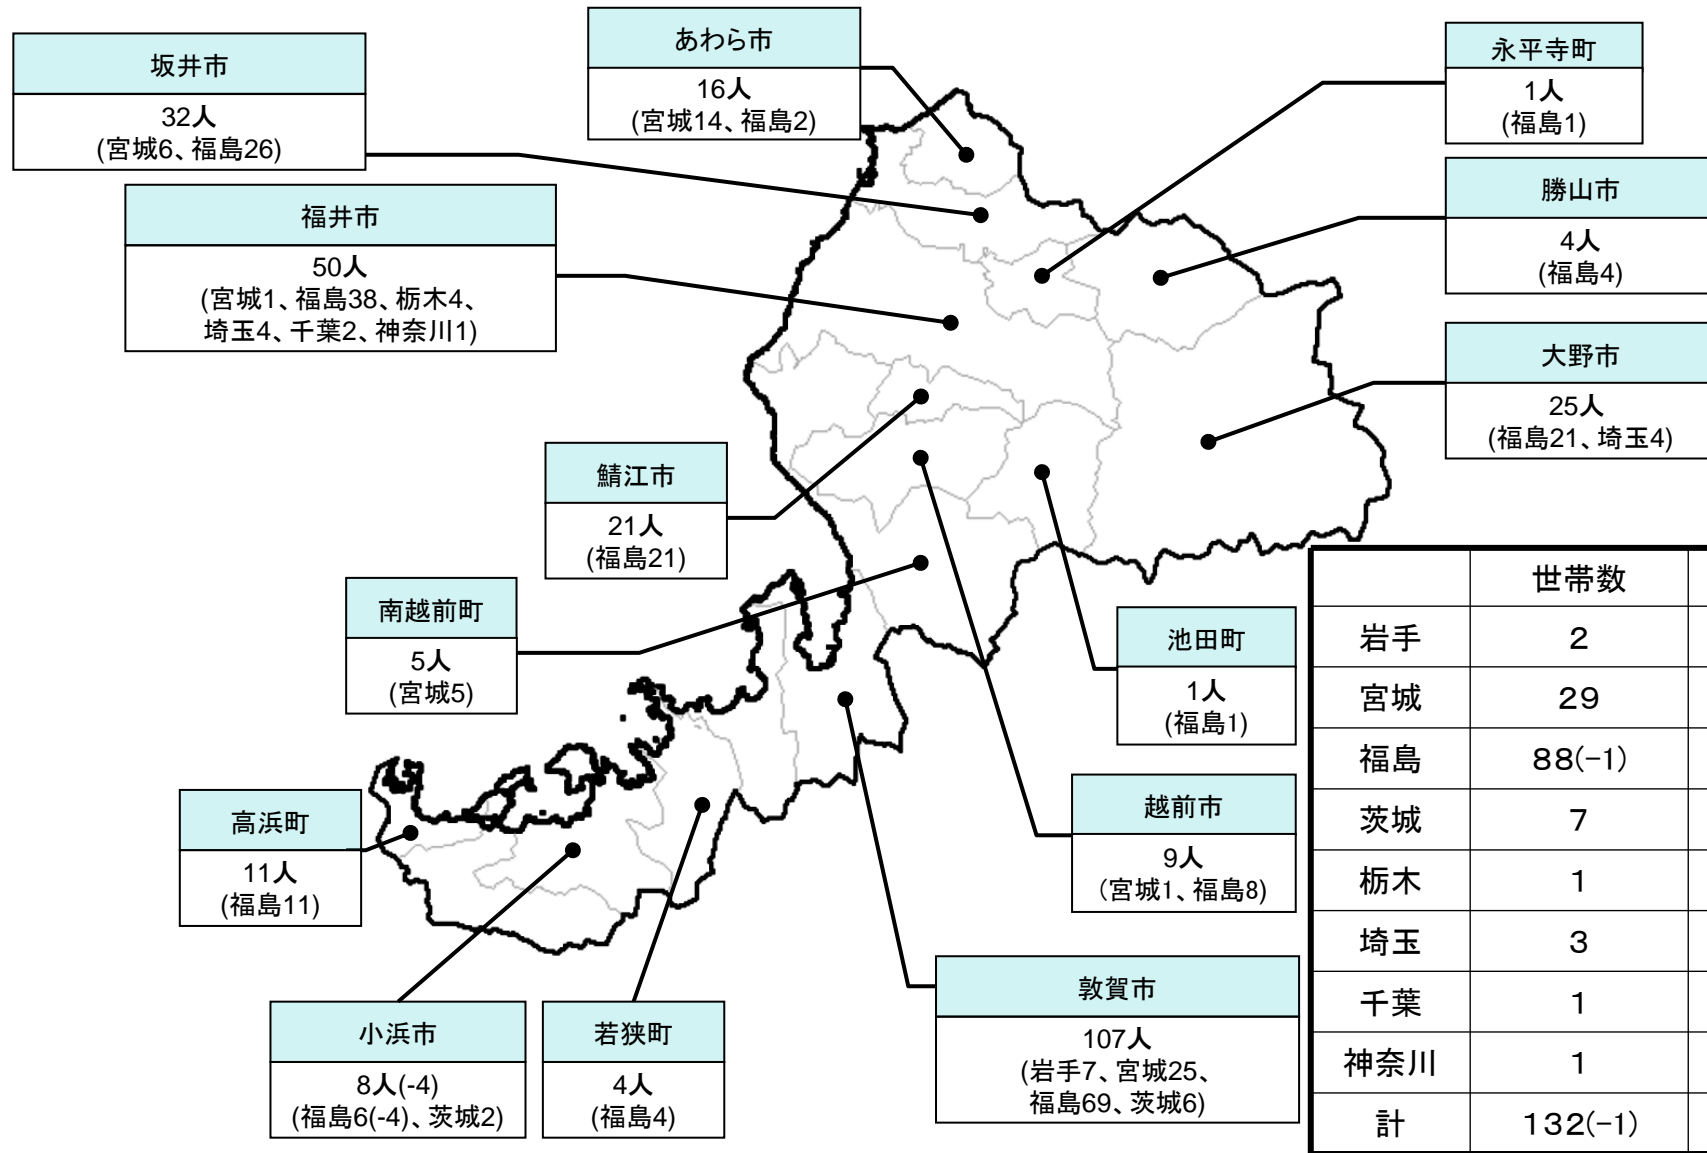 坂井市
32人
(宮城6、福島26)
あわら市
16人
(宮城14、福島2)
永平寺町
1人
(福島1)
勝山市
4人
(福島4)
福井市
50人
(宮城1、福島38、栃木4、
埼玉4、千葉2、神奈川1)
大野市
25人
(福島21、埼玉4)
鯖江市
21人
(福島21)
南越前町
5人
(宮城5)
池田町
1人
(福島1)
越前市
9人
(宮城1、福島8)
高浜町
11人
(福島11)
小浜市
8人(-4)
(福島6(-4)、茨城2)
若狭町
4人
(福島4)
敦賀市
107人
(岩手7、宮城25、
福島69、茨城6)
世帯数
岩手 2
宮城 29
福島 88(-1)
茨城 7
栃木 1
埼玉 3
千葉 1
神奈川 1
計 132(-1)